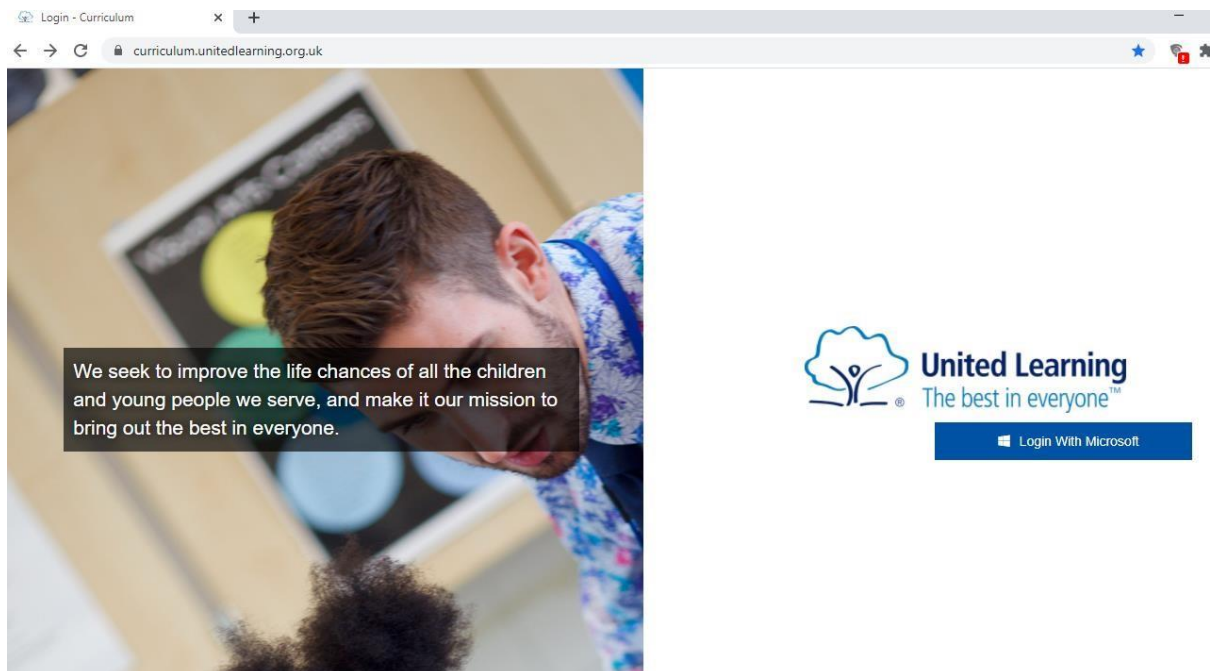 Login - Curriculum
curriculum.unitedlearning.org.uk
We seek to improve the life chances of all the children
and young people we serve, and make it our mission to
bring out the best in everyone.
United Learning
The best in everyone™
®
Login With Microsoft